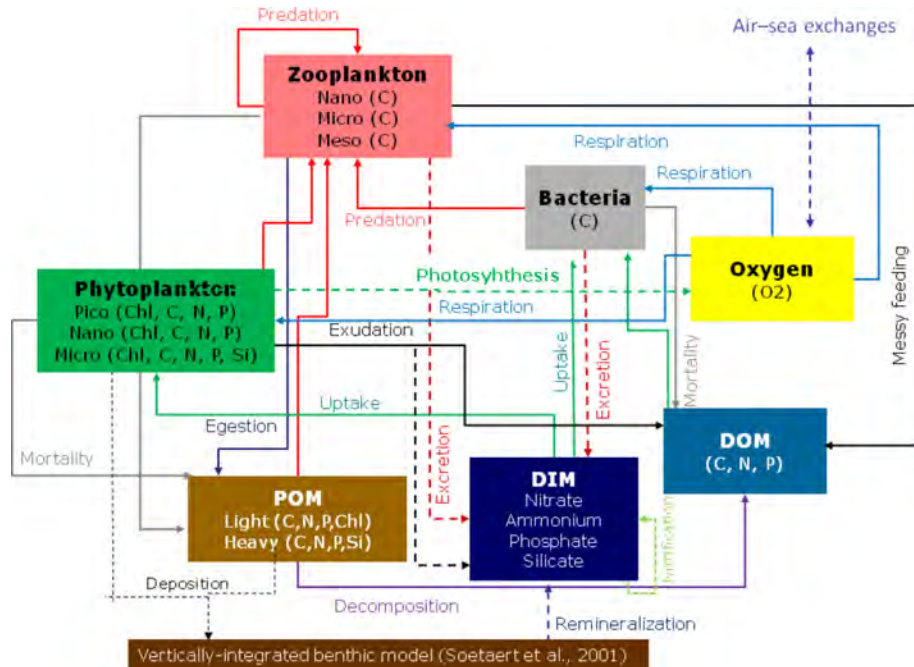 Predation
Air–sea exchanges
Zooplankton
Nano (C)
Micro (C)
Meso (C)
Respiration
Respiration
Bacteria
(C)
Predation
Oxygen
(O2)
Photosyhthesis
Phytoplankton
Pico (Chl, C, N, P)
Nano (Chl, C, N, P)
Micro (Chl, C, N, P, Si)
Respiration
Exudation
Messy feeding
Uptake
Excretion
Mortality
Uptake
Egestion
Mortality
Excretion
DOM
(C, N, P)
POM
Light (C,N,P,Chl)
Heavy (C,N,P,Si)
DIM
Nitrate
Ammonium
Phosphate
Silicate
Nitrification
Deposition
Decomposition
Remineralization
Vertically-integrated benthic model (Soetaert et al., 2001)